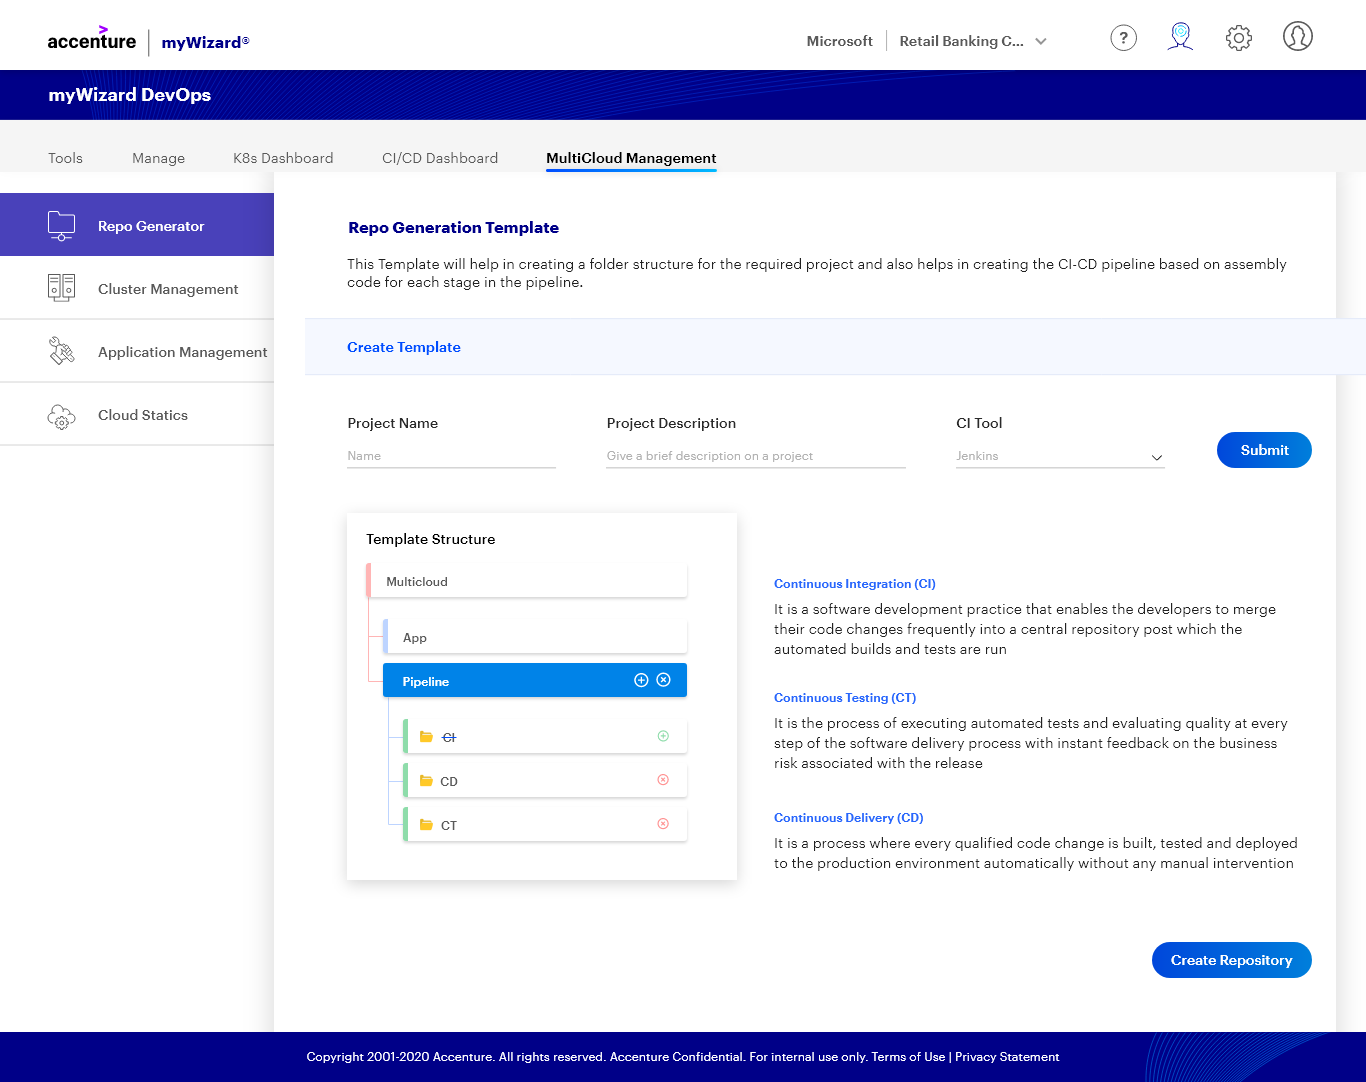 accenture | myWizard®
Microsoft | Retail Banking C...
?
myWizard DevOps
Tools Manage K8s Dashboard CI/CD Dashboard MultiCloud Management
Repo Generator
Cluster Management
Application Management
Cloud Statics
Repo Generation Template
This Template will help in creating a folder structure for the required project and also helps in creating the CI-CD pipeline based on assembly
code for each stage in the pipeline.
Create Template
Project Name Project Description CI Tool
Name Give a brief description on a project Jenkins
Submit
Template Structure
Multicloud
App
Pipeline
CI
CD
CT
Continuous Integration (CI)
It is a software development practice that enables the developers to merge
their code changes frequently into a central repository post which the
automated builds and tests are run
Continuous Testing (CT)
It is the process of executing automated tests and evaluating quality at every
step of the software delivery process with instant feedback on the business
risk associated with the release
Continuous Delivery (CD)
It is a process where every qualified code change is built, tested and deployed
to the production environment automatically without any manual intervention
Create Repository
Copyright 2001-2020 Accenture. All rights reserved. Accenture Confidential. For internal use only. Terms of Use | Privacy Statement